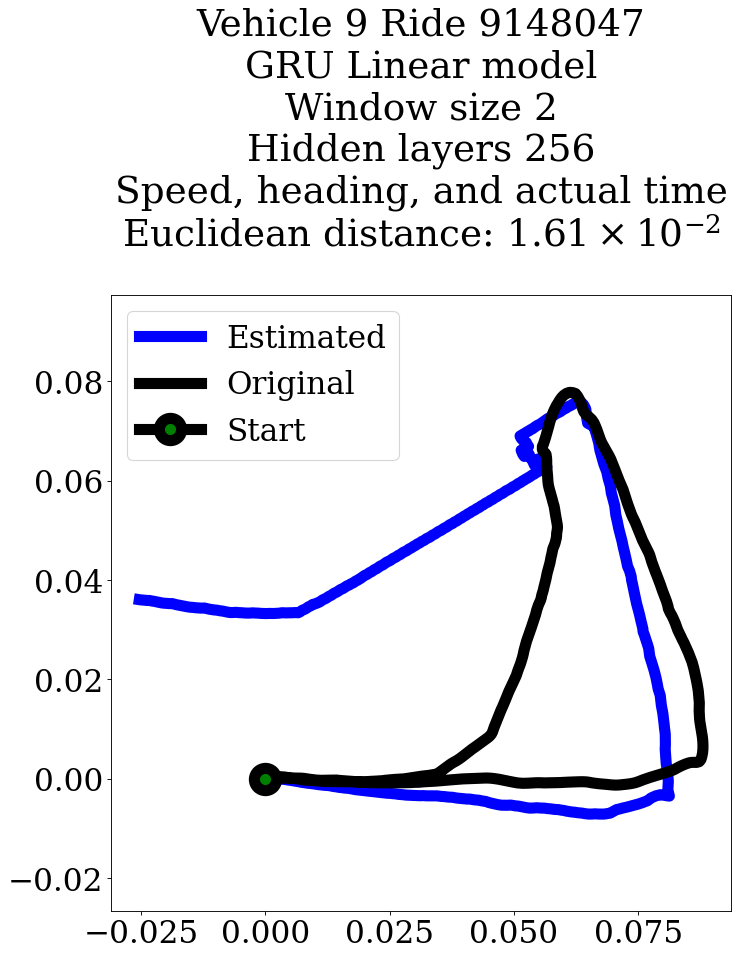 Vehicle 9 Ride 9148047
GRU Linear model
Window size 2
Hidden layers 256
Speed, heading, and actual time
Euclidean distance: 1.61 × 10⁻²
Estimated
Original
Start
0.08
0.06
0.04
0.02
0.00
−0.02
−0.025 0.000 0.025 0.050 0.075